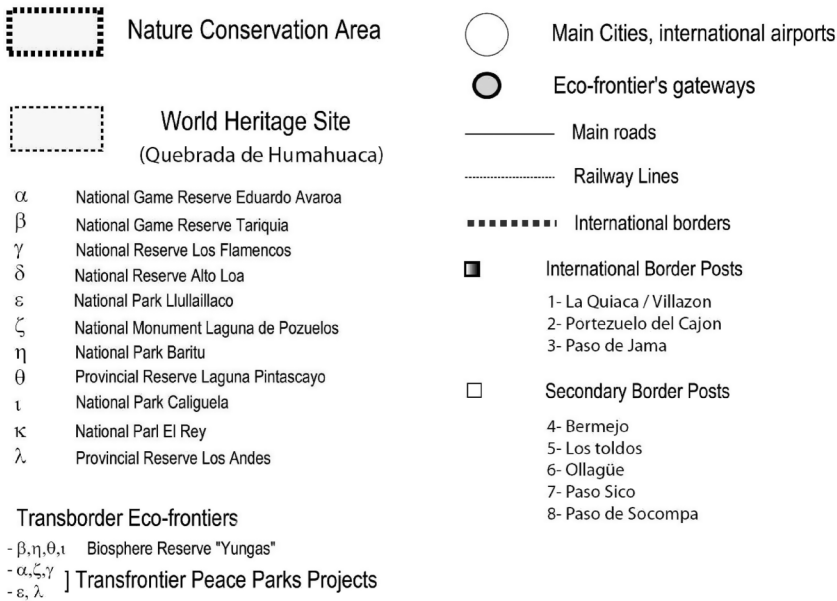 Nature Conservation Area
World Heritage Site
(Quebrada de Humahuaca)
α National Game Reserve Eduardo Avaroa
β National Game Reserve Tariquia
γ National Reserve Los Flamencos
δ National Reserve Alto Loa
ε National Park Llullaillaco
ζ National Monument Laguna de Pozuelos
η National Park Baritu
θ Provincial Reserve Laguna Pintascayo
ι National Park Caliguela
κ National Parl El Rey
λ Provincial Reserve Los Andes
Transborder Eco-frontiers
- β,η,θ,ι Biosphere Reserve "Yungas"
- α,ζ,γ
- ε, λ
] Transfrontier Peace Parks Projects
Main Cities, international airports
Eco-frontier's gateways
Main roads
Railway Lines
International borders
International Border Posts
1- La Quiaca / Villazon
2- Portezuelo del Cajon
3- Paso de Jama
Secondary Border Posts
4- Bermejo
5- Los toldos
6- Ollagüe
7- Paso Sico
8- Paso de Socompa